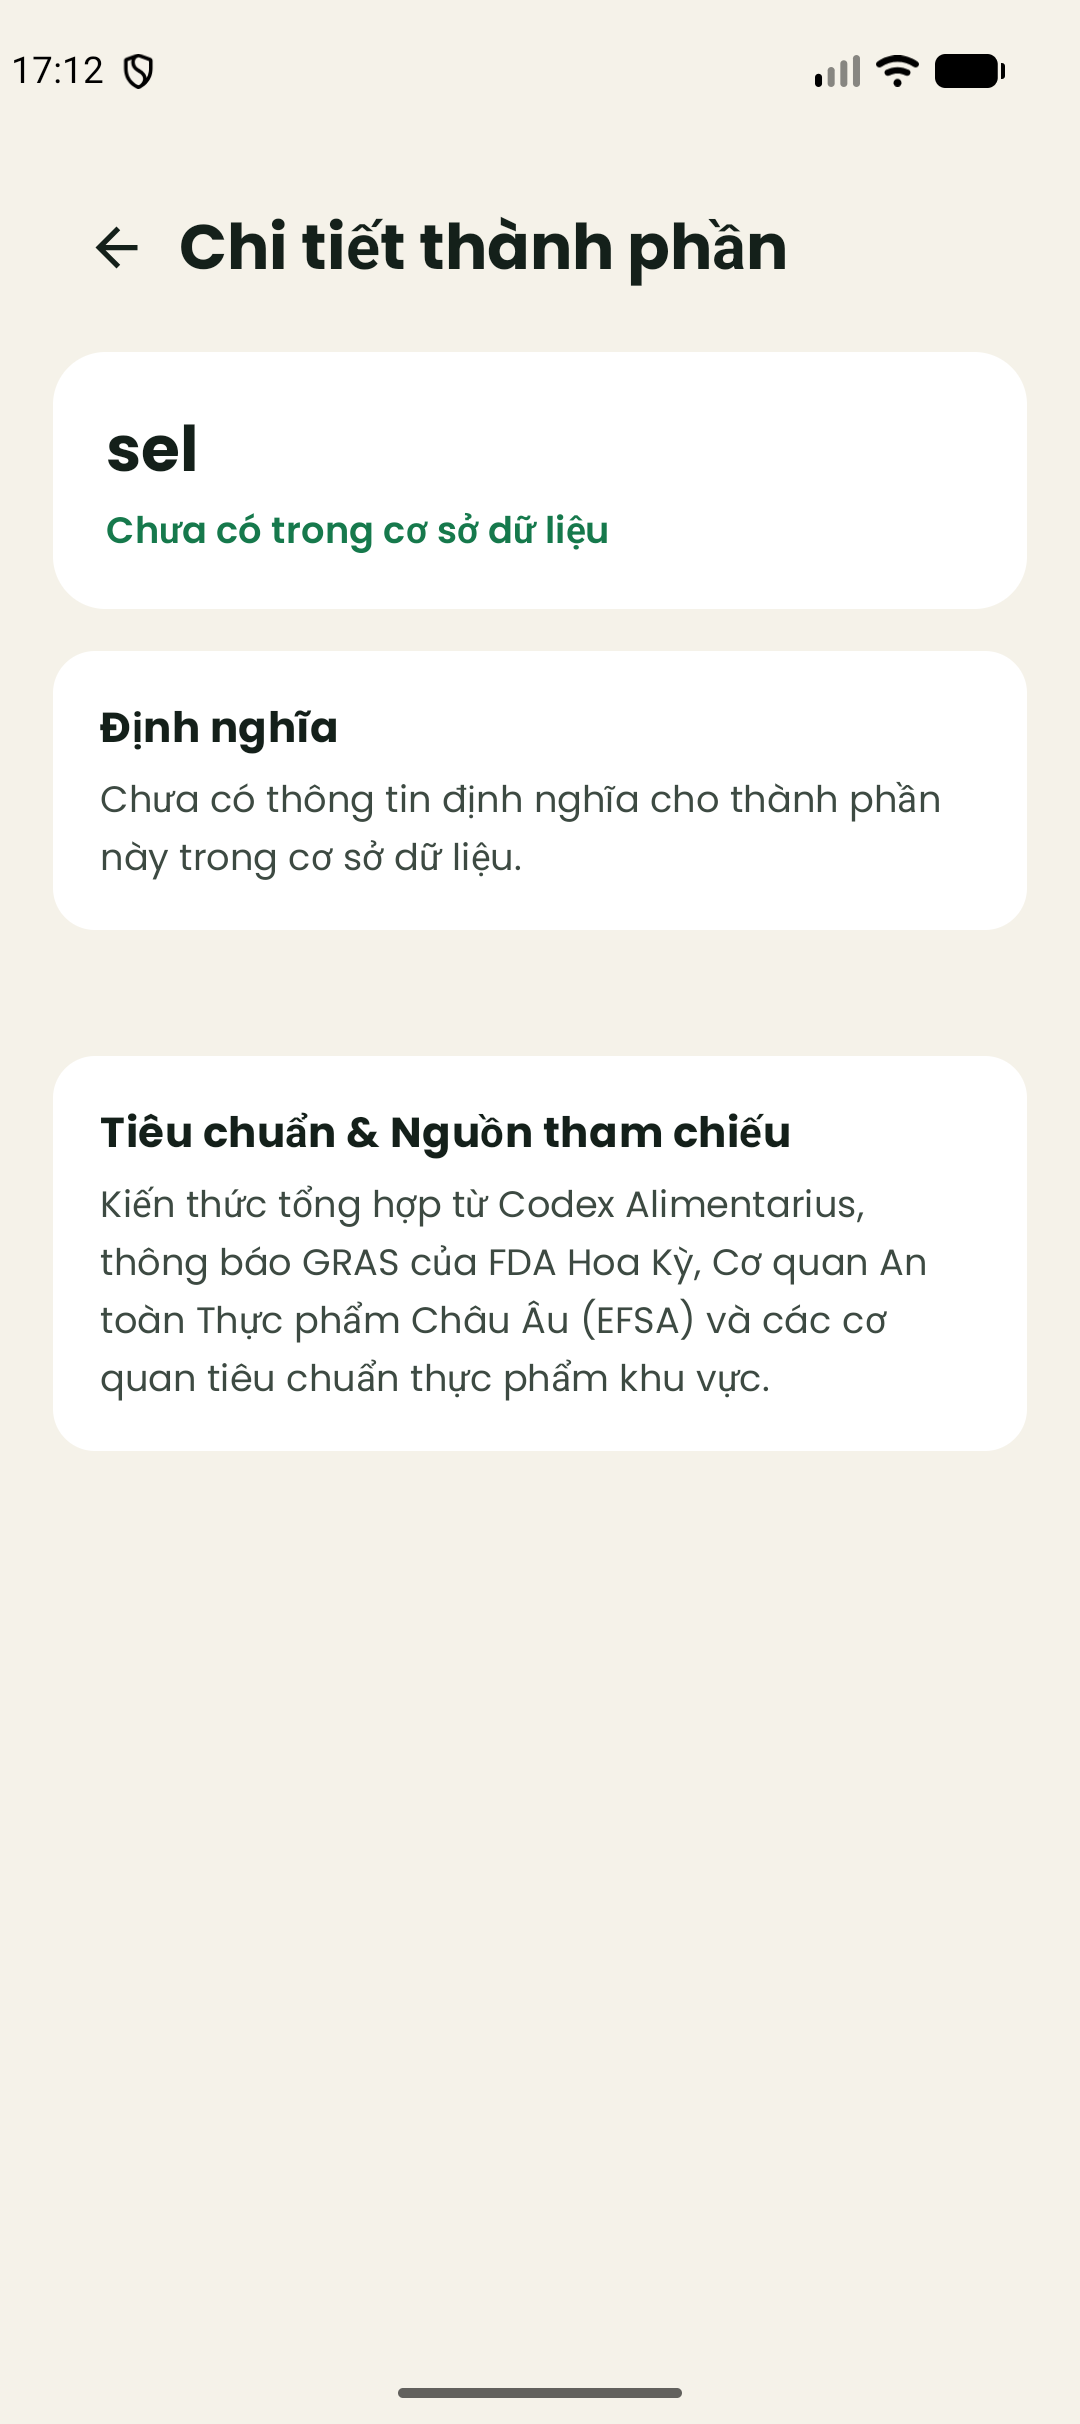 17:12
Chi tiết thành phần
sel
Chưa có trong cơ sở dữ liệu
Định nghĩa
Chưa có thông tin định nghĩa cho thành phần
này trong cơ sở dữ liệu.
Tiêu chuẩn & Nguồn tham chiếu
Kiến thức tổng hợp từ Codex Alimentarius,
thông báo GRAS của FDA Hoa Kỳ, Cơ quan An
toàn Thực phẩm Châu Âu (EFSA) và các cơ
quan tiêu chuẩn thực phẩm khu vực.